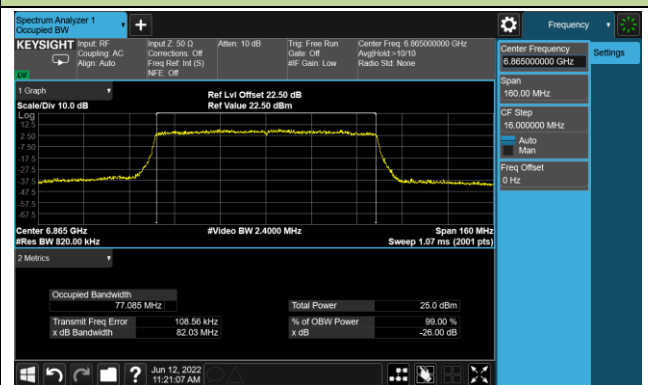 Spectrum Analyzer 1
Occupied BW
Frequency
KEYSIGHT
Input: RF
Coupling: AC
Align: Auto
Input Z: 50 Ω
Corrections: Off
Freq Ref: Int (S)
NFE: Off
Atten: 10 dB
Trig: Free Run
Gate: Off
#IF Gain: Low
Center Freq: 6.865000000 GHz
Avg|Hold:>10/10
Radio Std: None
Center Frequency
6.865000000 GHz
Settings
Span
160.00 MHz
CF Step
16.000000 MHz
Auto
Man
Freq Offset
0 Hz
1 Graph
Scale/Div 10.0 dB
Ref Lvl Offset 22.50 dB
Ref Value 22.50 dBm
Log
12.5
2.50
-7.50
-17.5
-27.5
-37.5
-47.5
-57.5
-67.5
Center 6.865 GHz
#Res BW 820.00 kHz
#Video BW 2.4000 MHz
Span 160 MHz
Sweep 1.07 ms (2001 pts)
2 Metrics
Occupied Bandwidth
77.085 MHz
Total Power 25.0 dBm
Transmit Freq Error 108.56 kHz
% of OBW Power 99.00 %
x dB Bandwidth 82.03 MHz
x dB -26.00 dB
?
Jun 12, 2022
11:21:07 AM